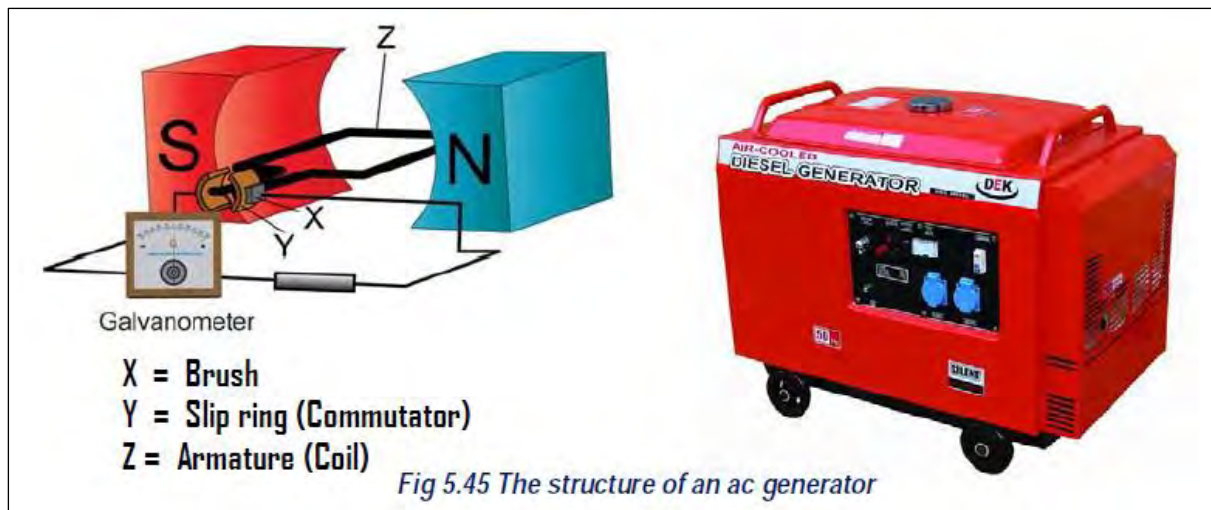 Z
S
N
X
Y
Galvanometer
X = Brush
Y = Slip ring (Commutator)
Z = Armature (Coil)
AIR-COOLED
DIESEL GENERATOR
DEK
SILENT
Fig 5.45 The structure of an ac generator